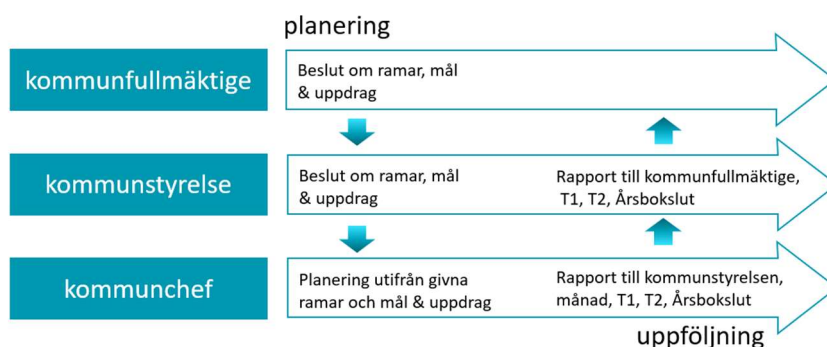 planering
kommunfullmäktige
Beslut om ramar, mål
& uppdrag
kommunstyrelse
Beslut om ramar, mål
& uppdrag
Rapport till kommunfullmäktige,
T1, T2, Årsbokslut
kommunchef
Planering utifrån givna
ramar och mål & uppdrag
Rapport till kommunstyrelsen,
månad, T1, T2, Årsbokslut
uppföljning